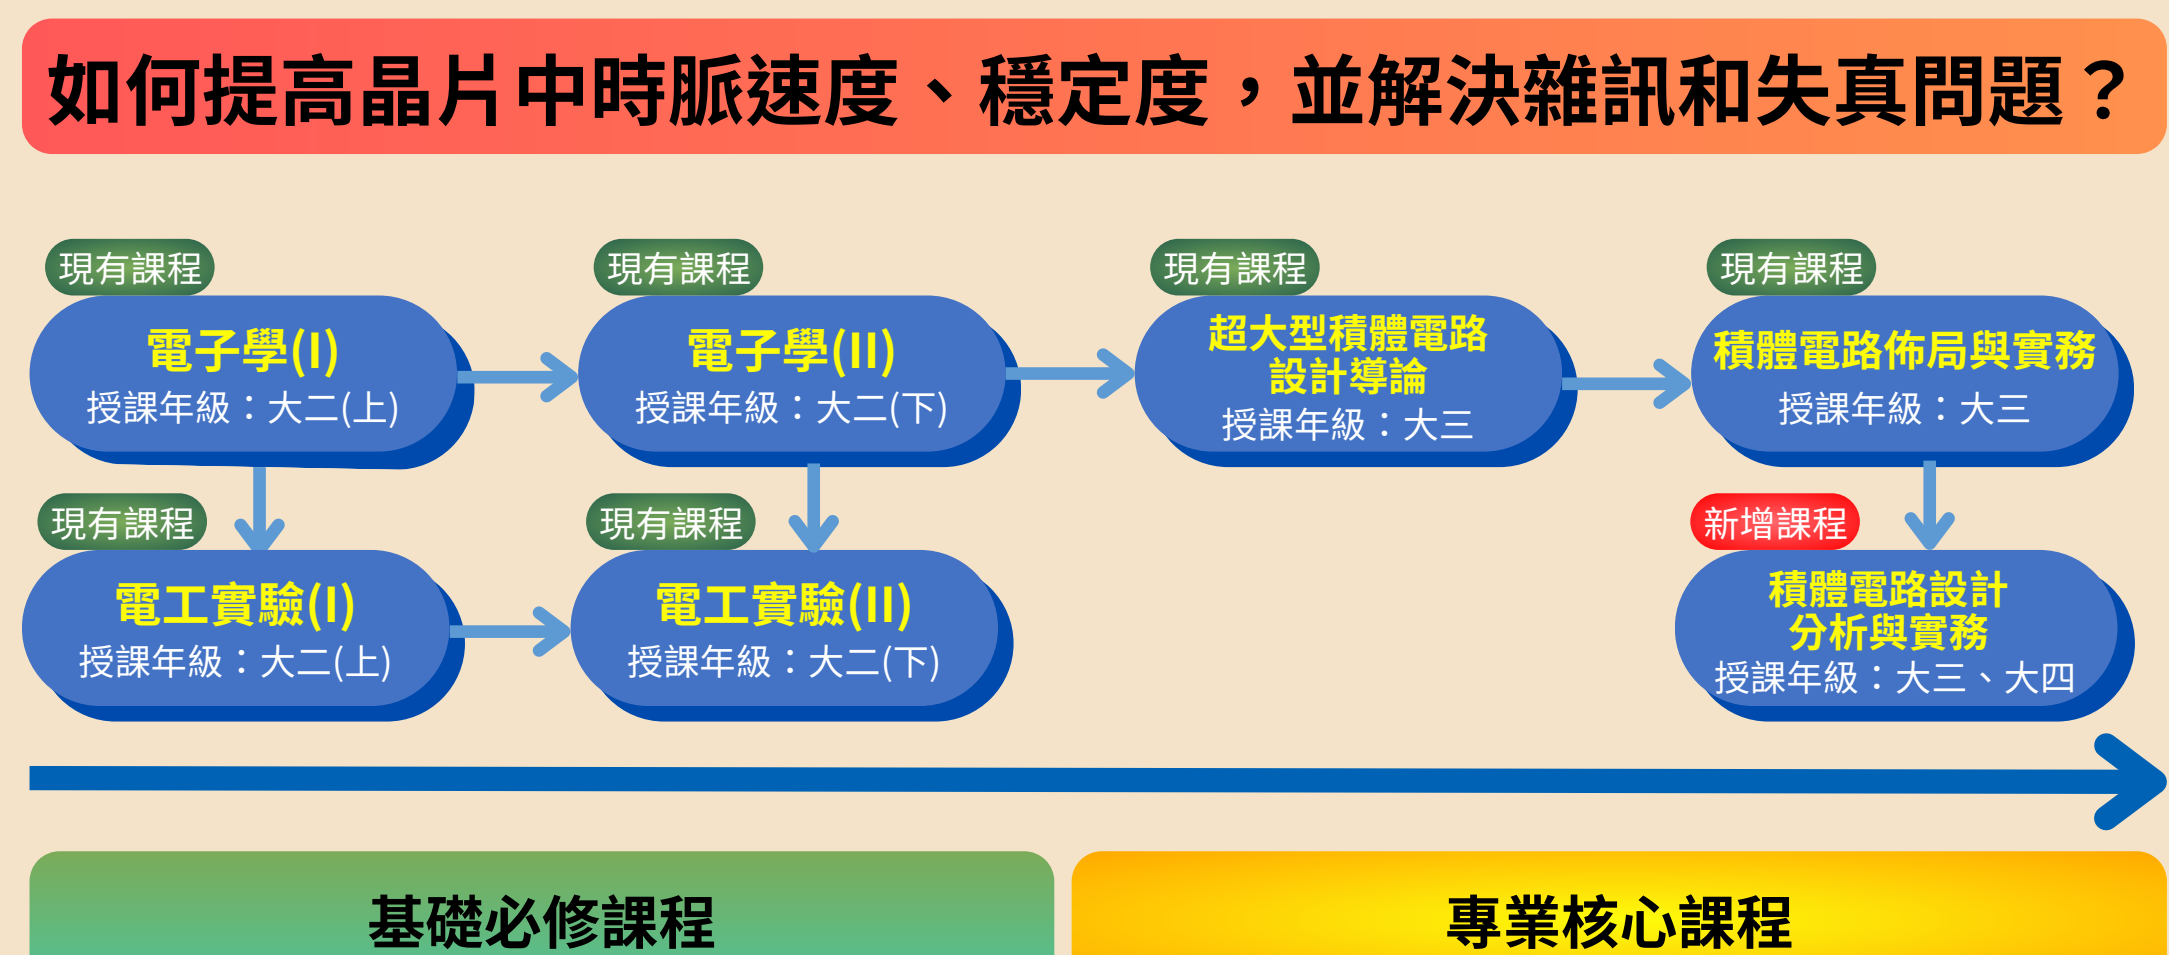 如何提高晶片中時脈速度、穩定度，並解決雜訊和失真問題？
現有課程
電子學(I)
授課年級：大二(上)
現有課程
電子學(II)
授課年級：大二(下)
現有課程
超大型積體電路
設計導論
授課年級：大三
現有課程
積體電路佈局與實務
授課年級：大三
現有課程
電工實驗(I)
授課年級：大二(上)
現有課程
電工實驗(II)
授課年級：大二(下)
新增課程
積體電路設計
分析與實務
授課年級：大三、大四
基礎必修課程
專業核心課程